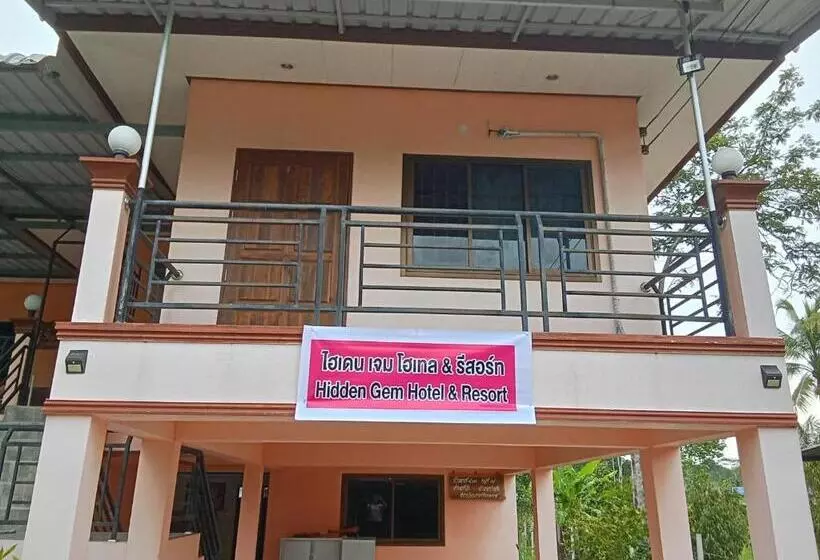 ไฮเดน เจม โฮเทล & รีสอร์ท
Hidden Gem Hotel & Resort